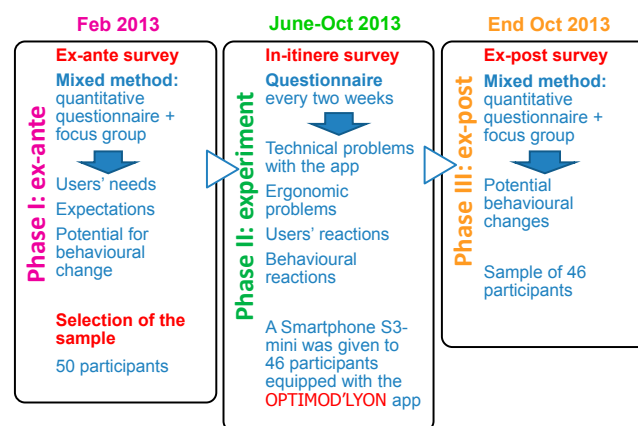 Feb 2013
June-Oct 2013
End Oct 2013
Phase I: ex-ante
Ex-ante survey
Mixed method:
quantitative
questionnaire +
focus group
Users' needs
Expectations
Potential for
behavioural
change
Selection of the
sample
50 participants
Phase II: experiment
In-itinere survey
Questionnaire
every two weeks
Technical problems
with the app
Ergonomic
problems
Users' reactions
Behavioural
reactions
A Smartphone S3-
mini was given to
46 participants
equipped with the
OPTIMOD'LYON app
Phase III: ex-post
Ex-post survey
Mixed method:
quantitative
questionnaire +
focus group
Potential
behavioural
changes
Sample of 46
participants